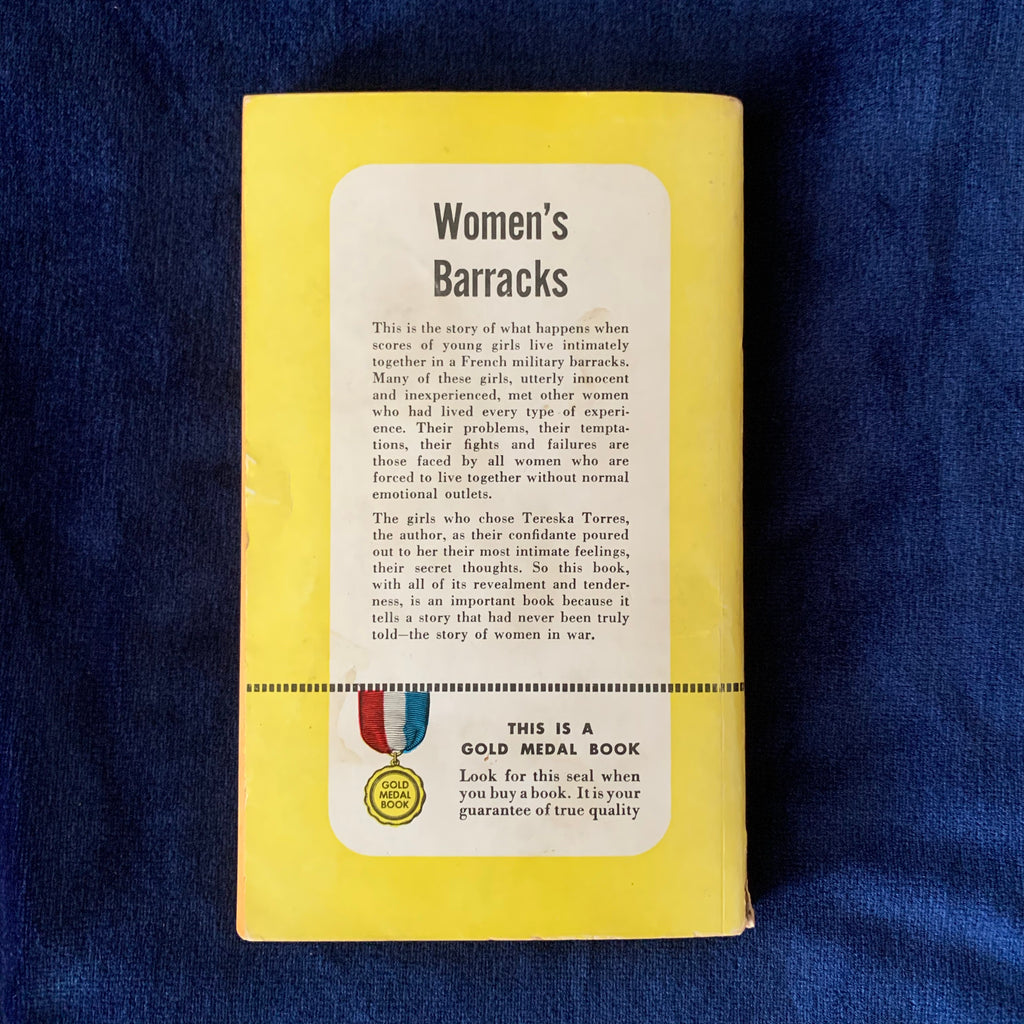 Women's
Barracks
This is the story of what happens when
scores of young girls live intimately
together in a French military barracks.
Many of these girls, utterly innocent
and inexperienced, met other women
who had lived every type of experi-
ence. Their problems, their tempta-
tions, their fights and failures are
those faced by all women who are
forced to live together without normal
emotional outlets.
The girls who chose Tereska Torres,
the author, as their confidante poured
out to her their most intimate feelings,
their secret thoughts. So this book,
with all of its revealment and tender-
ness, is an important book because it
tells a story that had never been truly
told—the story of women in war.
THIS IS A
GOLD MEDAL BOOK
Look for this seal when
you buy a book. It is your
guarantee of true quality
GOLD
MEDAL
BOOK